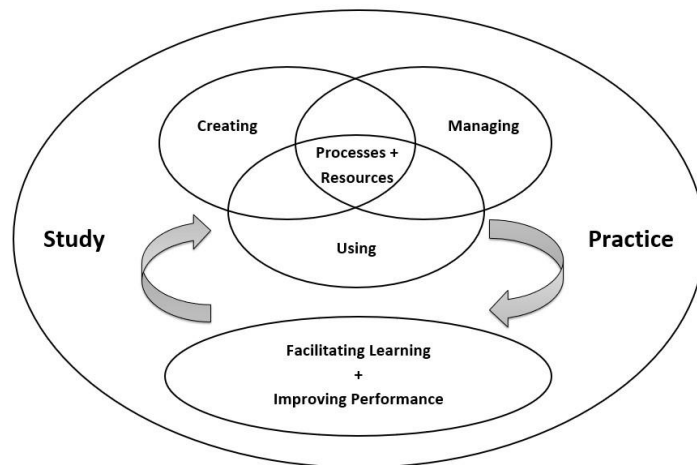 Creating
Managing
Processes +
Resources
Study
Practice
Using
Facilitating Learning
+
Improving Performance